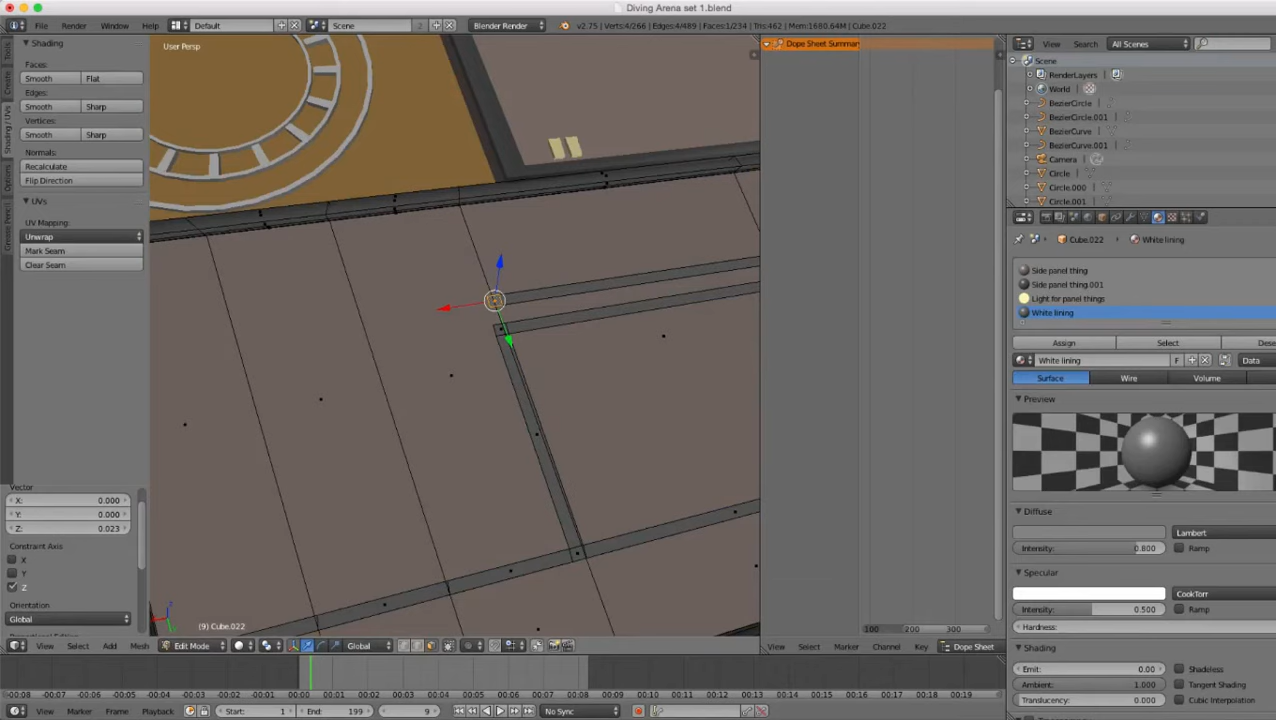 Diving Arena set 1.blend
File Render Window Help Default Scene 2 Blender Render v2.75 | Verts:4/266 | Edges:4/489 | Faces:1/234 | Tris:462 | Mem:1680.64M | Cube.022
Shading
Faces:
Smooth Flat
Edges:
Smooth Sharp
Vertices:
Smooth Sharp
Normals:
Recalculate
Flip Direction
UVs
UV Mapping:
Unwrap
Mark Seam
Clear Seam
Tools
Create
Shading / UVs
Options
Grease Pencil
Vector
X: 0.000
Y: 0.000
Z: 0.023
Constraint Axis
X
Y
Z
Orientation
Global
User Persp
(9) Cube.022
View Select Add Mesh Edit Mode Global
Dope Sheet Summar
100 200 300
View Select Marker Channel Key Dope Sheet
View Search All Scenes
Scene
RenderLayers
World
BezierCircle
BezierCircle.001
BezierCurve
BezierCurve.001
Camera
Circle
Circle.000
Circle.001
Cube.022 White lining
Side panel thing
Side panel thing.001
Light for panel things
White lining
Assign Select Dese
White lining F Data
Surface Wire Volume
Preview
Diffuse
Lambert
Intensity: 0.800 Ramp
Specular
CookTorr
Intensity: 0.500 Ramp
Hardness:
Shading
Emit: 0.00 Shadeless
Ambient: 1.000 Tangent Shading
Translucency: 0.000 Cubic Interpolation
-00:08 -00:07 -00:06 -00:05 -00:04 -00:03 -00:02 -00:01 00:00 00:01 00:02 00:03 00:04 00:05 00:06 00:07 00:08 00:09 00:10 00:11 00:12 00:13 00:14 00:15 00:16 00:17 00:18 00:19
View Marker Frame Playback Start: 1 End: 199 9 No Sync